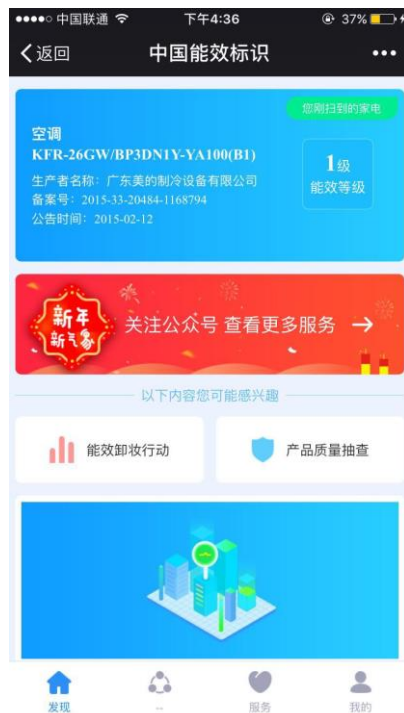 中国联通 下午4:36 37%
返回 中国能效标识
您刚扫到的家电
空调
KFR-26GW/BP3DN1Y-YA100(B1)
生产者名称：广东美的制冷设备有限公司
备案号：2015-33-20484-1168794
公告时间：2015-02-12
1级
能效等级
新年
新气象
关注公众号 查看更多服务 →
以下内容您可能感兴趣
能效卸妆行动
产品质量抽查
发现 -- 服务 我的